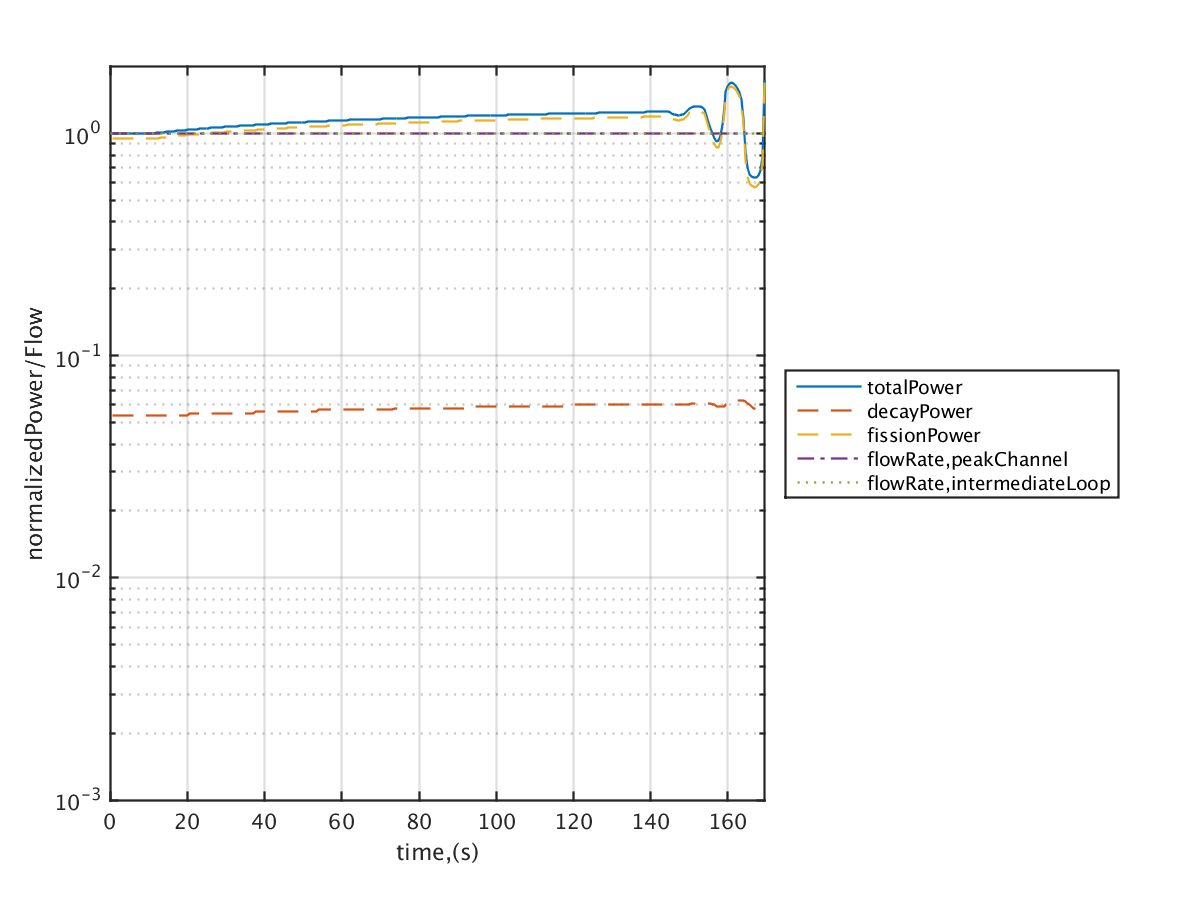 10^0
10^-1
10^-2
10^-3
normalizedPower/Flow
0 20 40 60 80 100 120 140 160
time,(s)
totalPower
decayPower
fissionPower
flowRate,peakChannel
flowRate,intermediateLoop